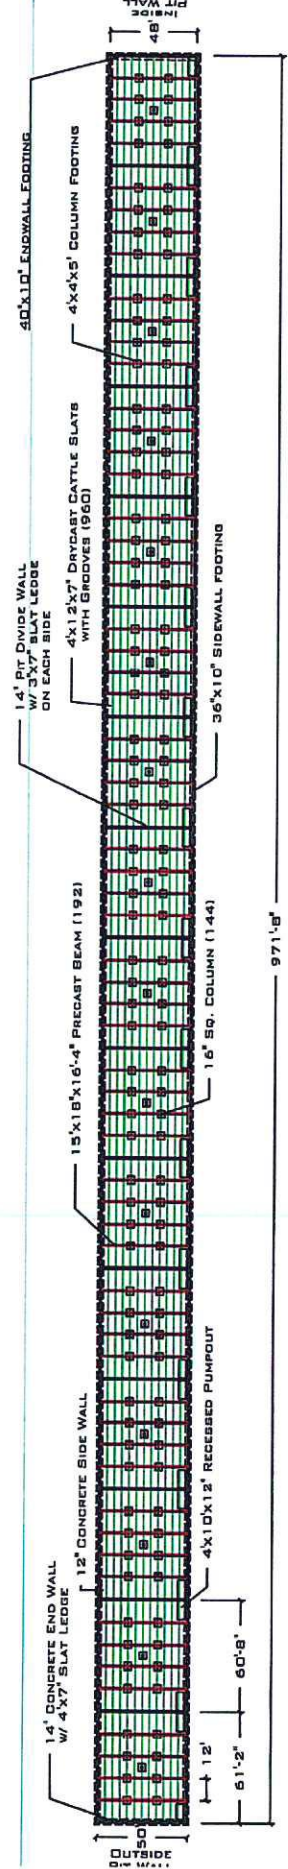 INSIDE
PIT WALL
48'
40"x10" ENDWALL FOOTING
4'x4'x5' COLUMN FOOTING
14' PIT DIVIDE WALL
W/ 3"x7" SLAT LEDGE
ON EACH SIDE
4'x12'x7" DRYCAST CATTLE SLATS
WITH GROOVES (960)
36"x10" SIDEWALL FOOTING
15"x18"x16'-4" PRECAST BEAM (192)
16" SQ. COLUMN (144)
971'-8"
12" CONCRETE SIDE WALL
4'x10'x12' RECESSED PUMPOUT
14' CONCRETE END WALL
W/ 4"x7" SLAT LEDGE
60'-8"
12'
61'-2"
50'
OUTSIDE
PIT WALL